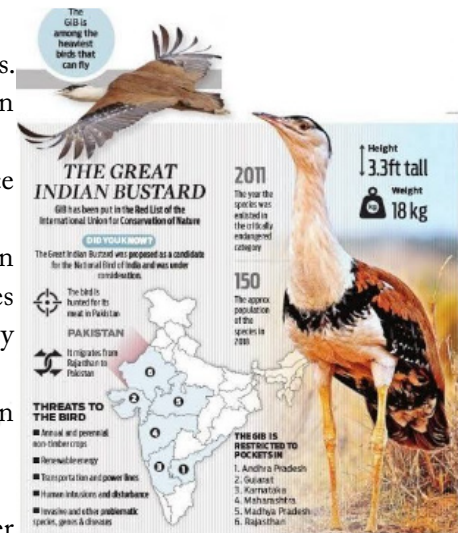 The
GIB is
among the
heaviest
birds that
can fly
THE GREAT
INDIAN BUSTARD
GIB has been put in the Red List of the
International Union for Conservation of Nature
DID YOU KNOW?
The Great Indian Bustard was proposed as a candidate
for the National Bird of India and was under
consideration.
The bird is
hunted for its
meat in Pakistan
PAKISTAN
It migrates from
Rajasthan to
Pakistan
THREATS TO
THE BIRD
Annual and perennial
non-timber crops
Renewable energy
Transportation and power lines
Human intrusions and disturbance
Invasive and other problematic
species, genes & diseases
6
2
5
4
3
1
2011
The year the
species was
enlisted in
the critically
endangered
category
150
The approx
population
of the
species in
2018
Height
3.3ft tall
Weight
kg
18 kg
THE GIB IS
RESTRICTED TO
POCKETS IN
1. Andhra Pradesh
2. Gujarat
3. Karnataka
4. Maharashtra
5. Madhya Pradesh
6. Rajasthan